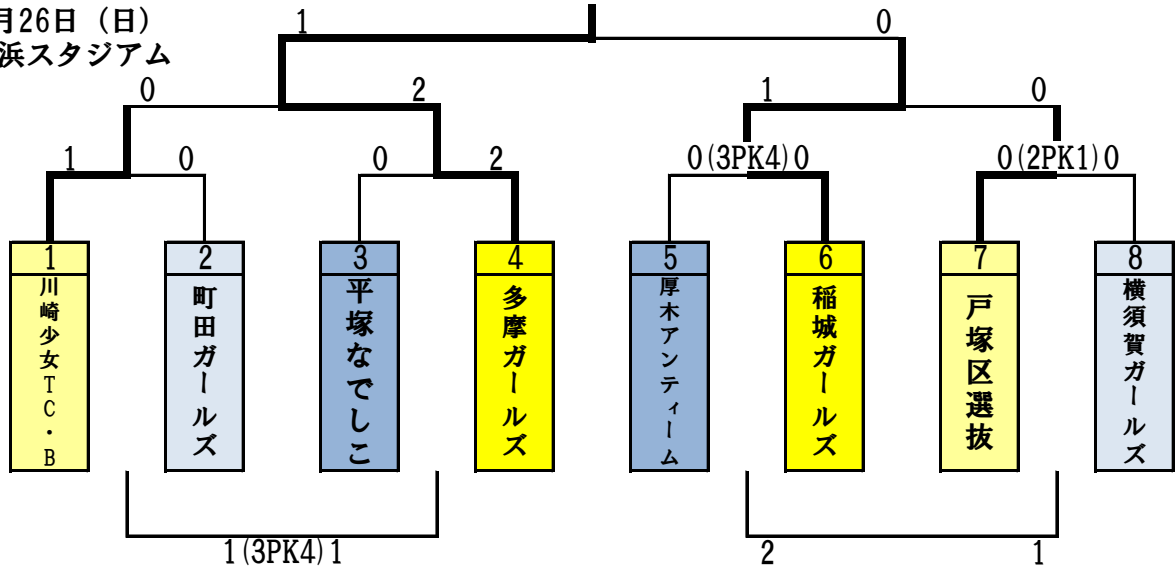 月26日（日）
浜スタジアム
1 0
0 2 1 0
1 0 0 2 0(3PK4)0 0(2PK1)0
1 2 3 4 5 6 7 8
川崎少女TC・B
町田ガールズ
平塚なでしこ
多摩ガールズ
厚木アンティーム
稲城ガールズ
戸塚区選抜
横須賀ガールズ
1(3PK4)1 2 1